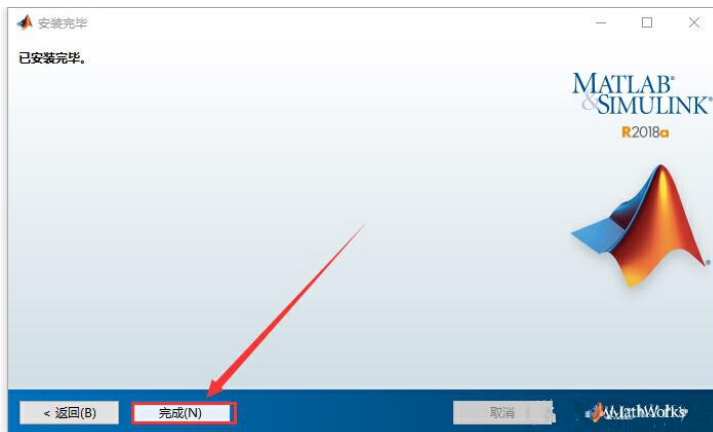 安装完毕
已安装完毕。
MATLAB®
&SIMULINK®
R2018a
< 返回(B)
完成(N)
取消
MathWorks®